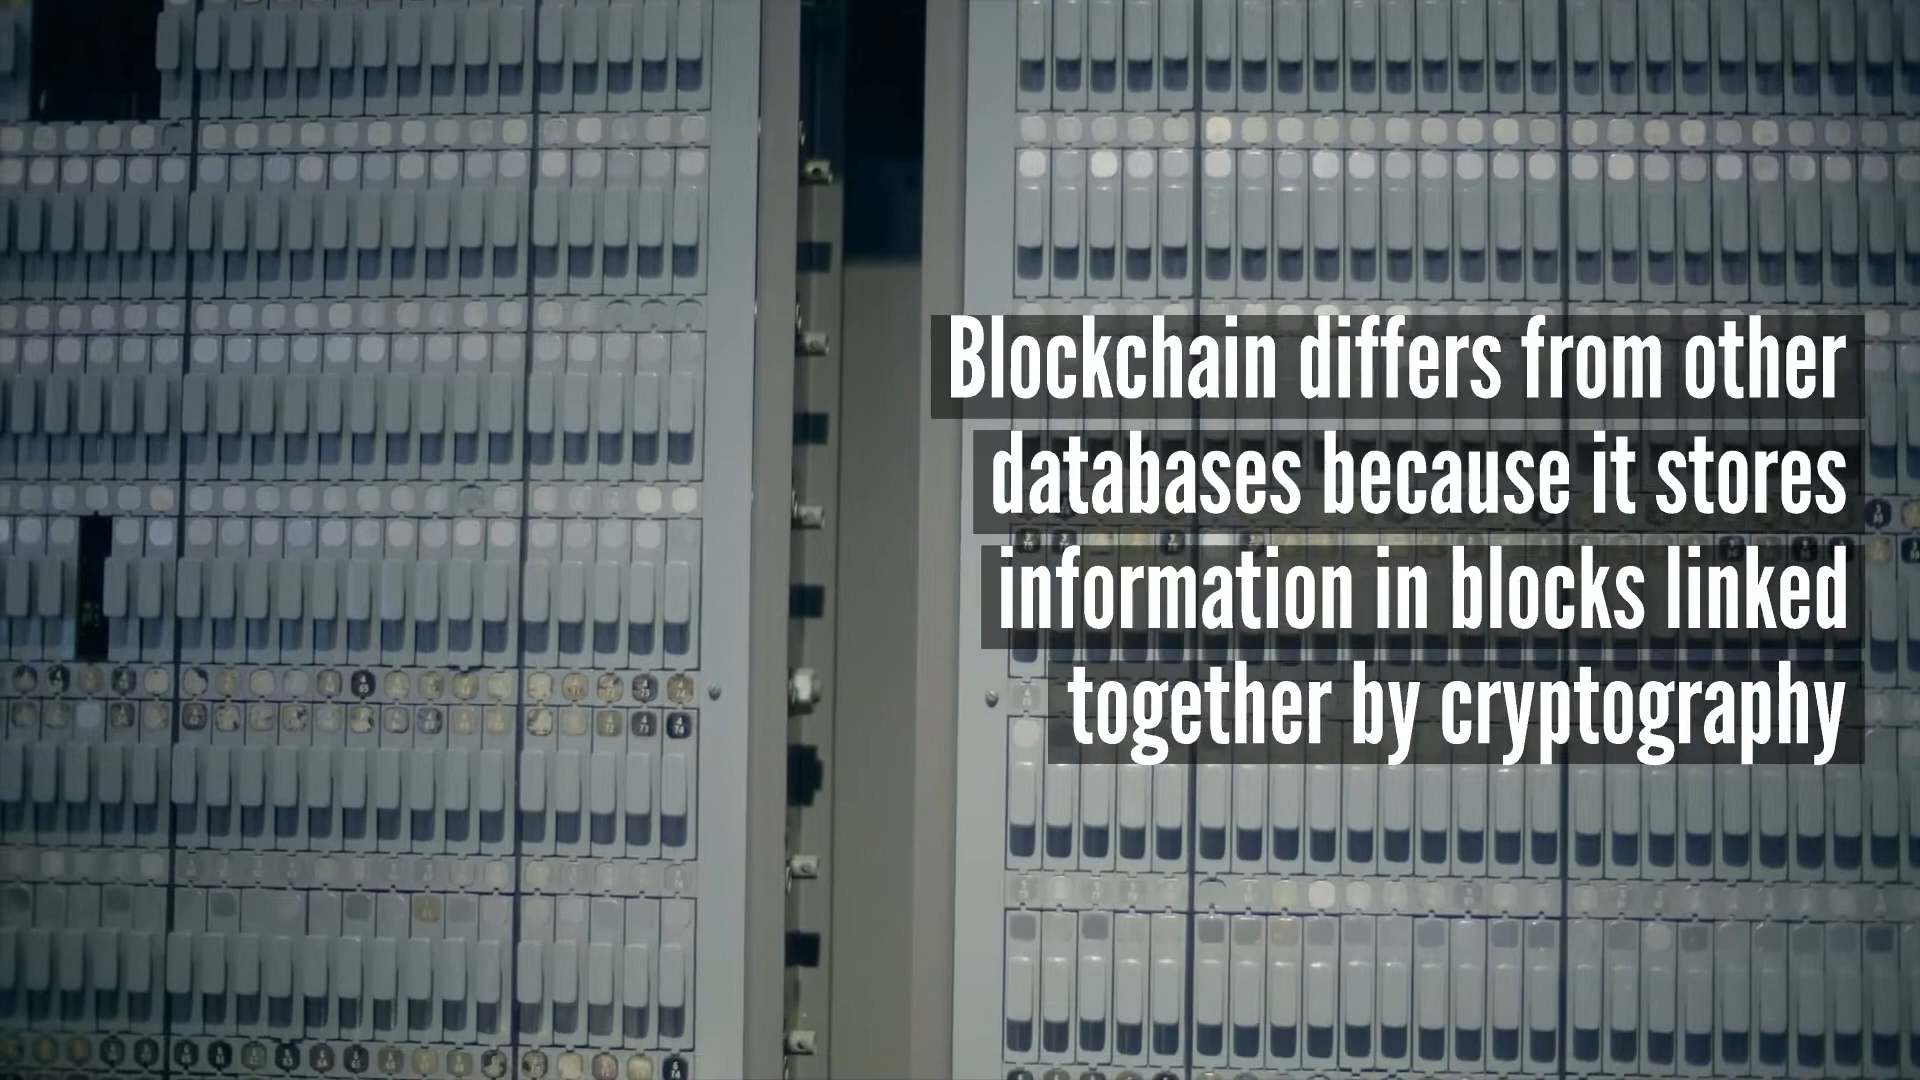 Blockchain differs from other
databases because it stores
information in blocks linked
together by cryptography